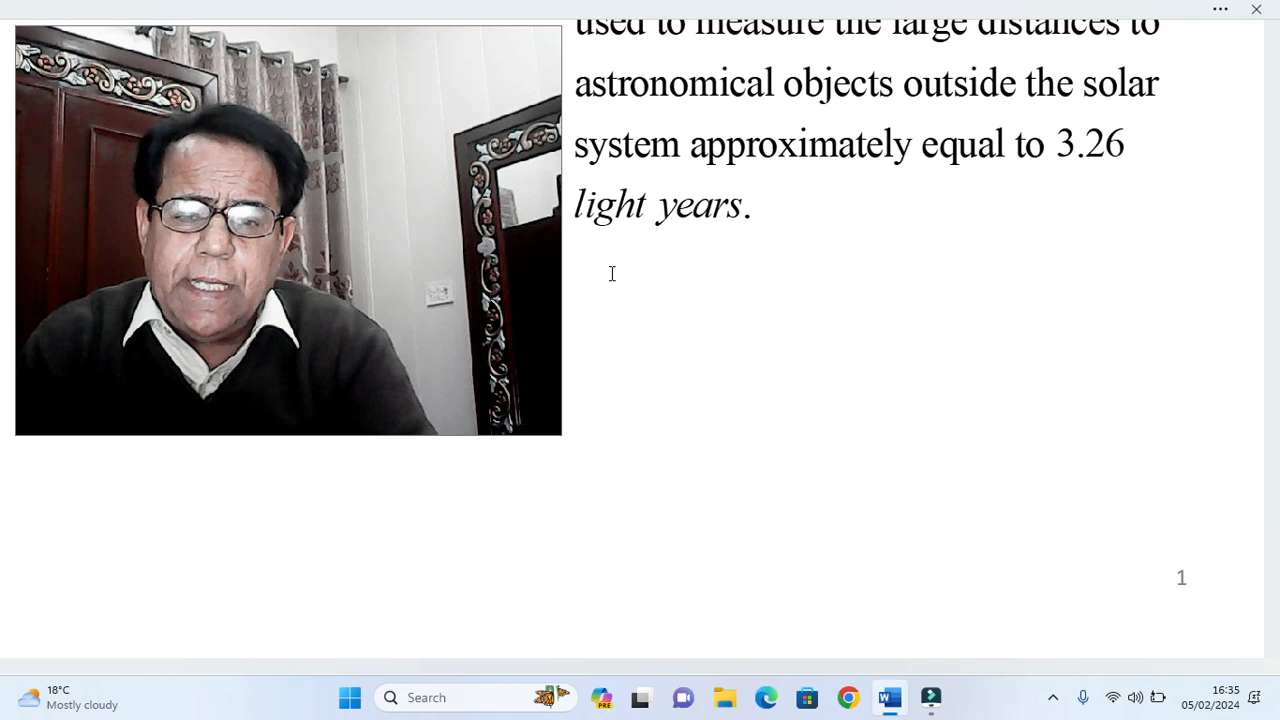 used to measure the large distances to
astronomical objects outside the solar
system approximately equal to 3.26
light years.
1
18°C
Mostly cloudy
Search
PRE
W
16:35
05/02/2024